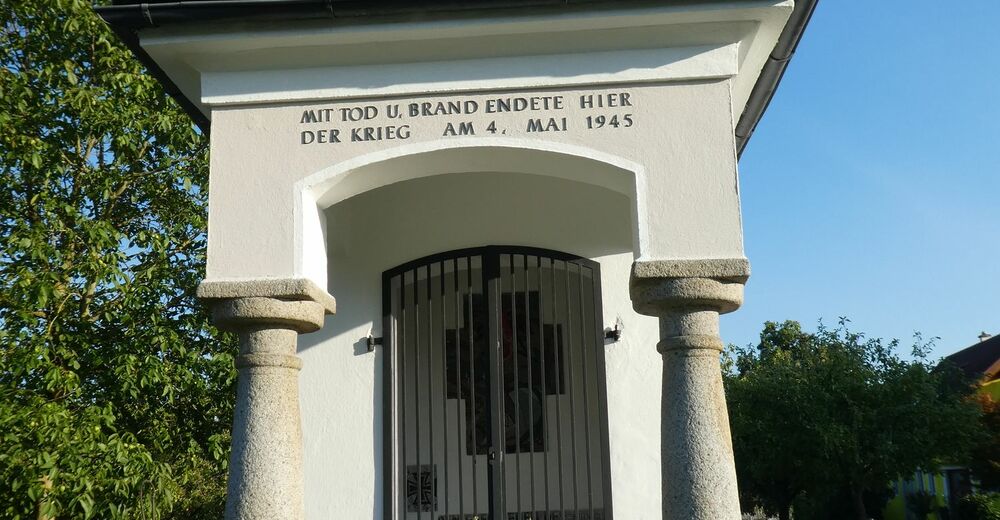 MIT TOD U. BRAND ENDETE HIER
DER KRIEG AM 4. MAI 1945